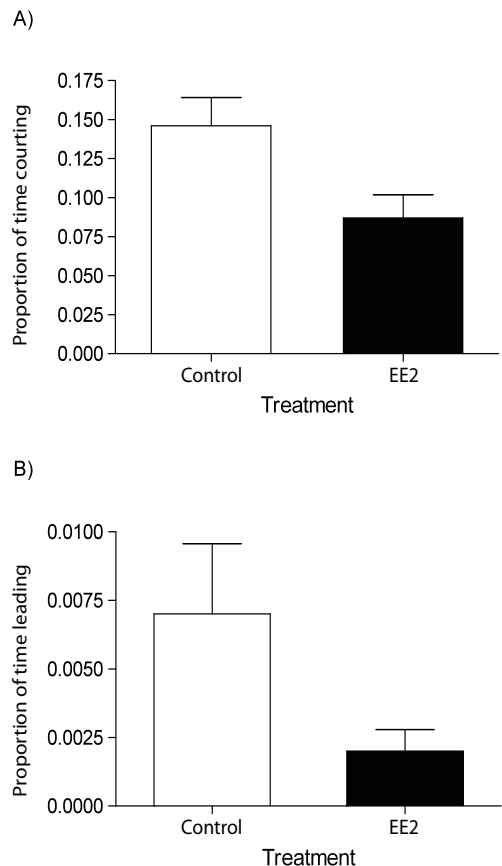 A)
Proportion of time courting
0.175
0.150
0.125
0.100
0.075
0.050
0.025
0.000
Control EE2
Treatment
B)
Proportion of time leading
0.0100
0.0075
0.0050
0.0025
0.0000
Control EE2
Treatment